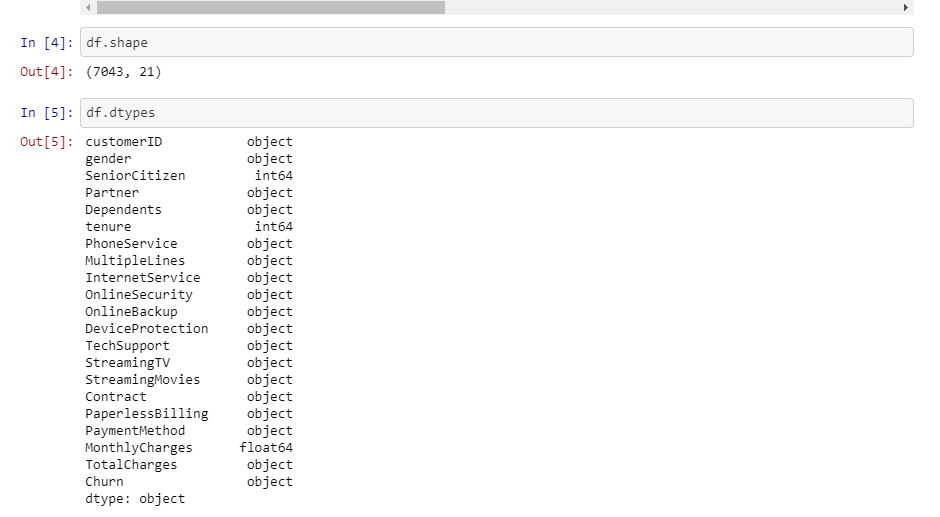 In [4]: df.shape
Out[4]: (7043, 21)
In [5]: df.dtypes
Out[5]: customerID object
gender object
SeniorCitizen int64
Partner object
Dependents object
tenure int64
PhoneService object
MultipleLines object
InternetService object
OnlineSecurity object
OnlineBackup object
DeviceProtection object
TechSupport object
StreamingTV object
StreamingMovies object
Contract object
PaperlessBilling object
PaymentMethod object
MonthlyCharges float64
TotalCharges object
Churn object
dtype: object